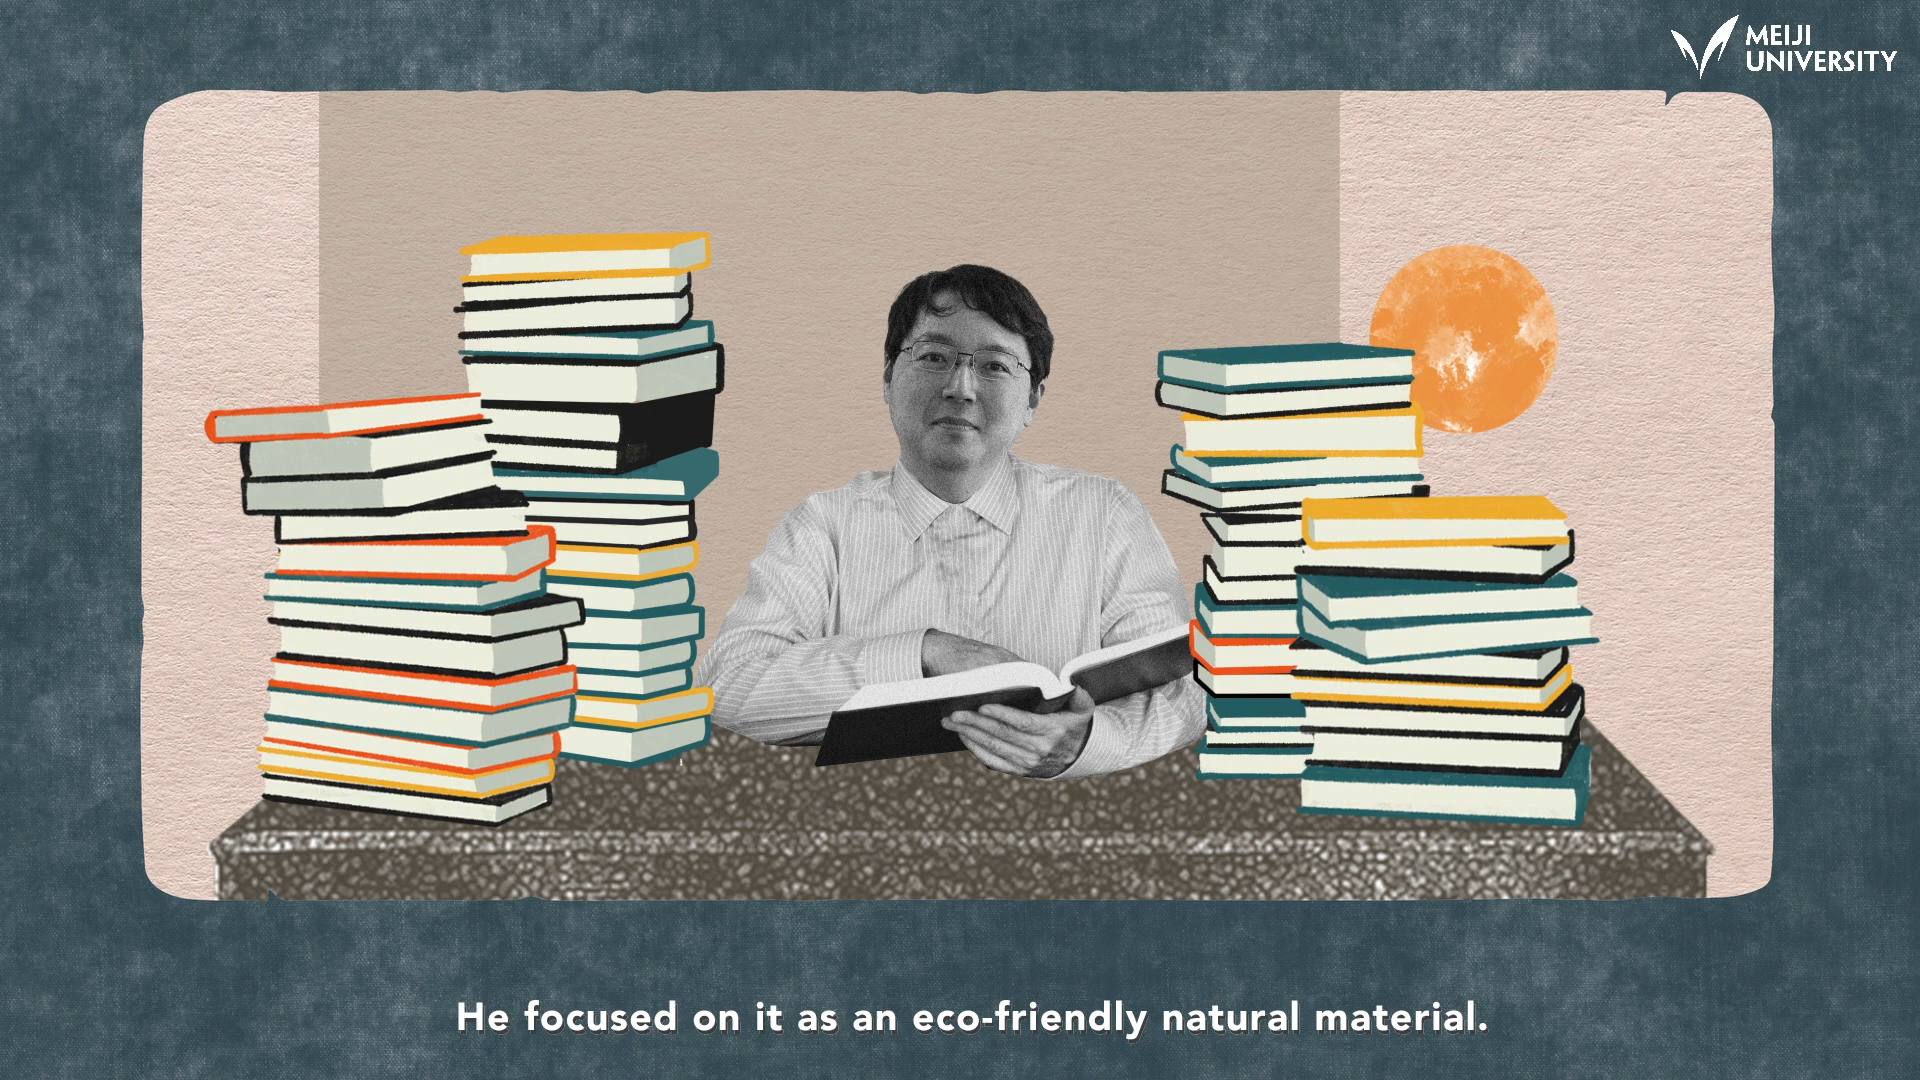 MEIJI
UNIVERSITY
He focused on it as an eco-friendly natural material.